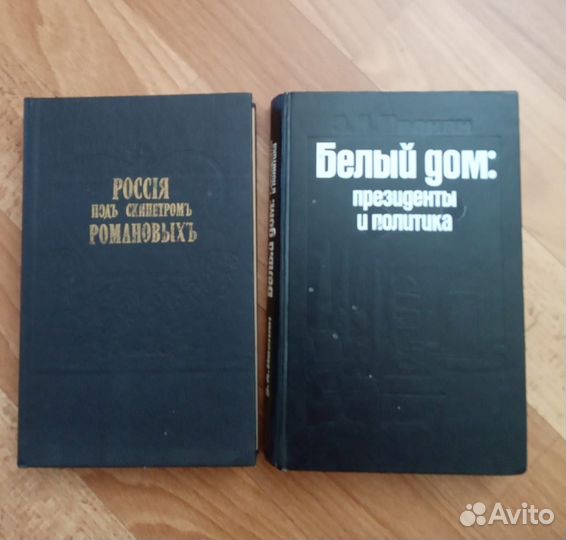 РОССІЯ
ПОДЪ СКИПЕТРОМЪ
РОМАНОВЫХЪ
Белый дом: и политика
Белый дом:
президенты
и политика
Avito